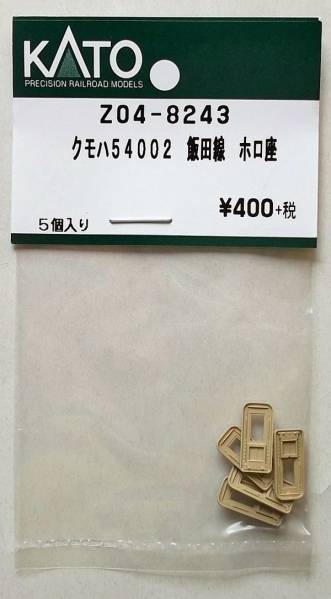 KATO
PRECISION RAILROAD MODELS
Z04-8243
クモハ54002 飯田線 ホロ座
¥400+税
5個入り